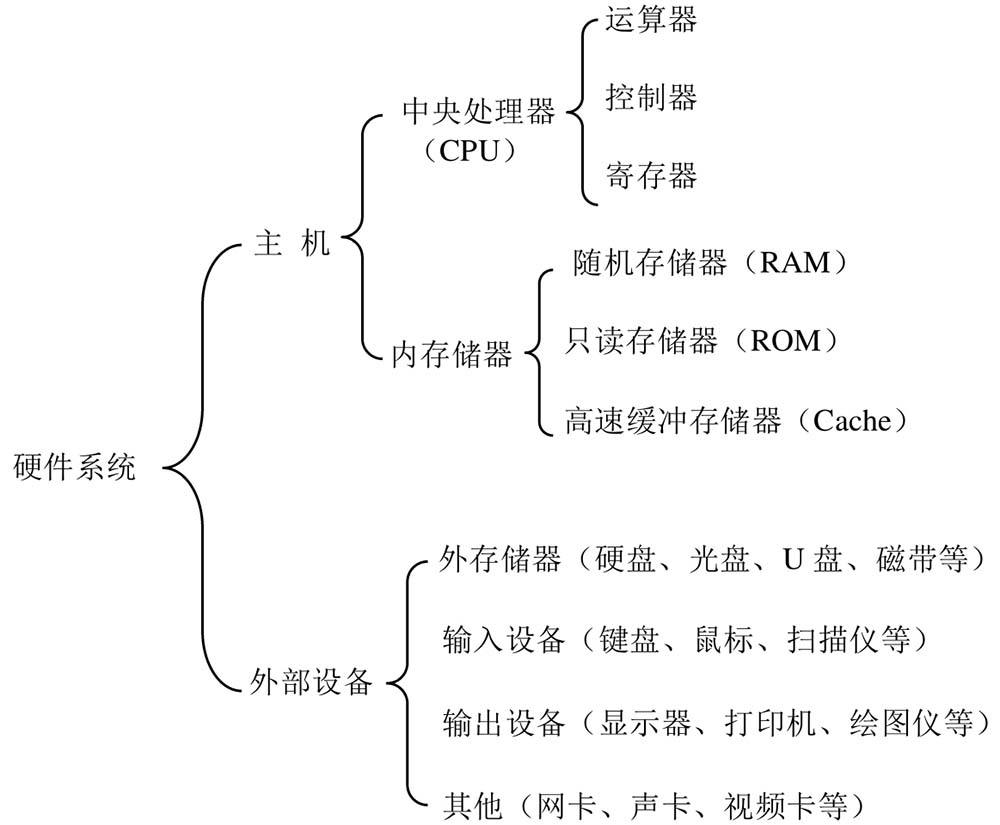 运算器
控制器
寄存器
中央处理器
（CPU）
主 机
随机存储器（RAM）
只读存储器（ROM）
高速缓冲存储器（Cache）
内存储器
硬件系统
外存储器（硬盘、光盘、U 盘、磁带等）
输入设备（键盘、鼠标、扫描仪等）
外部设备
输出设备（显示器、打印机、绘图仪等）
其他（网卡、声卡、视频卡等）